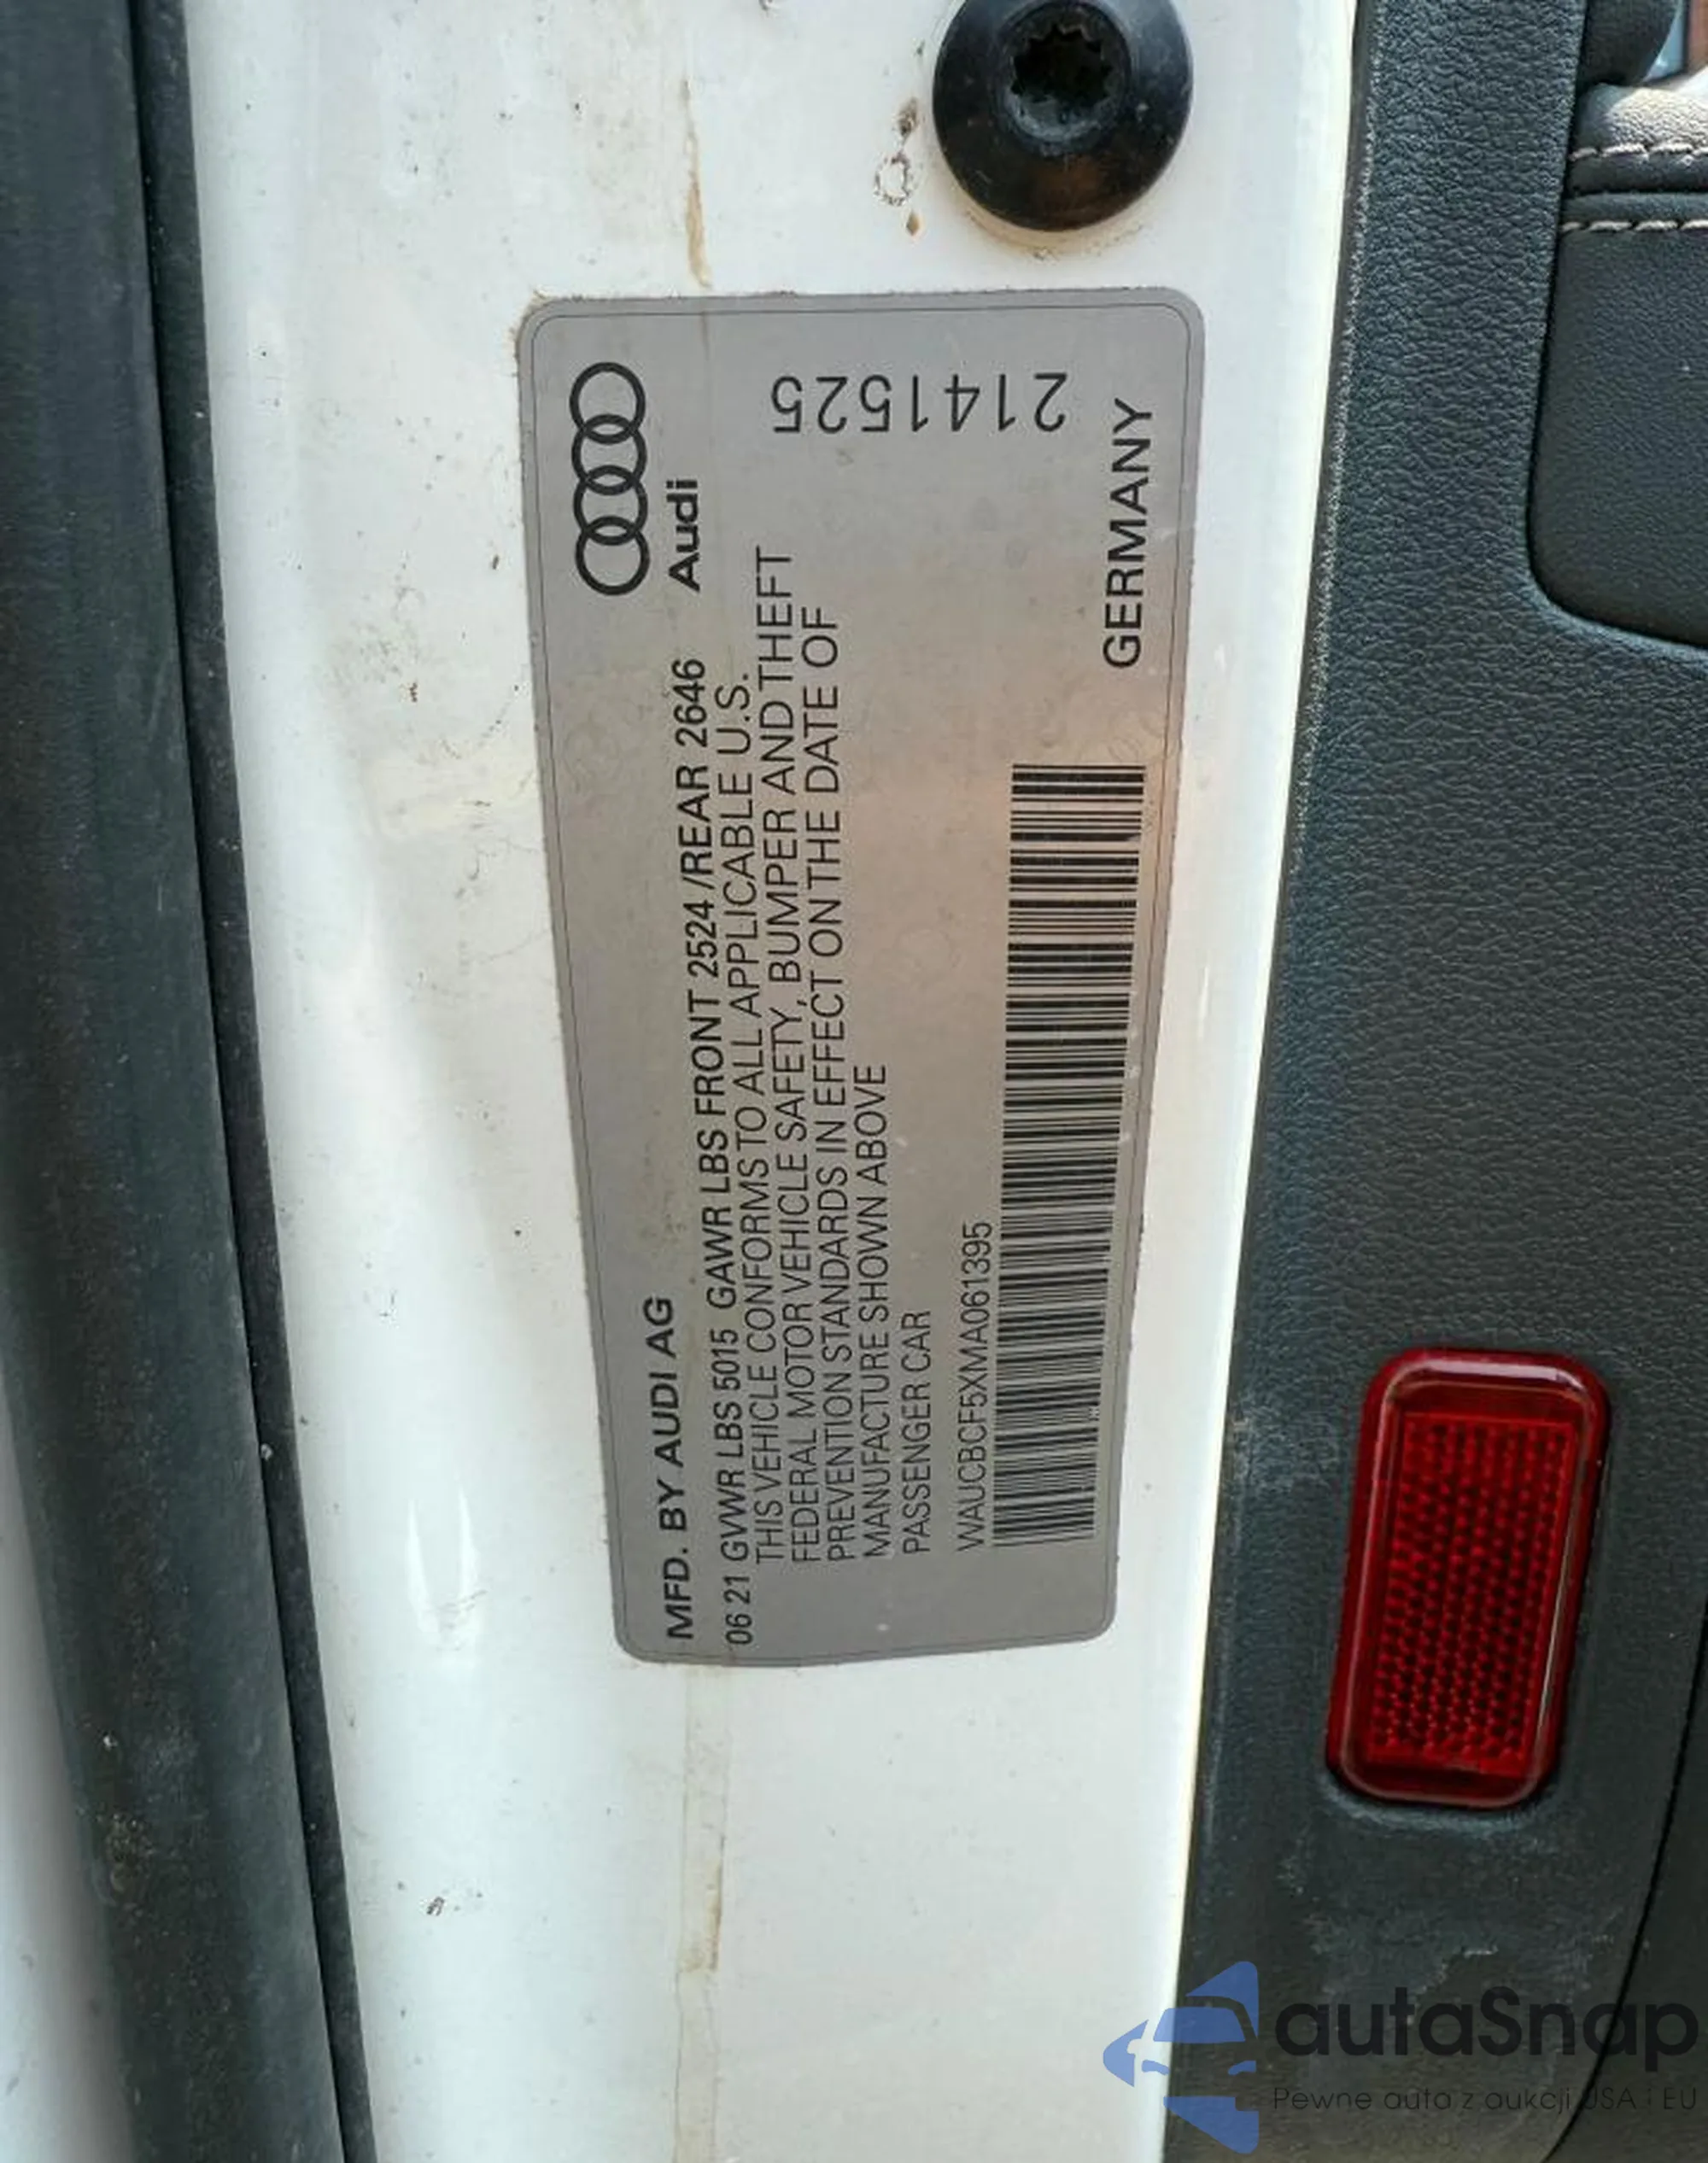 Audi
MFD. BY AUDI AG
06 21 GVWR LBS 5015 GAWR LBS FRONT 2524 /REAR 2646
THIS VEHICLE CONFORMS TO ALL APPLICABLE U.S.
FEDERAL MOTOR VEHICLE SAFETY, BUMPER AND THEFT
PREVENTION STANDARDS IN EFFECT ON THE DATE OF
MANUFACTURE SHOWN ABOVE
PASSENGER CAR
WAUCBCF5XMA061395
2141525
GERMANY
autaSnap
Pewne auta z aukcji USA i EU